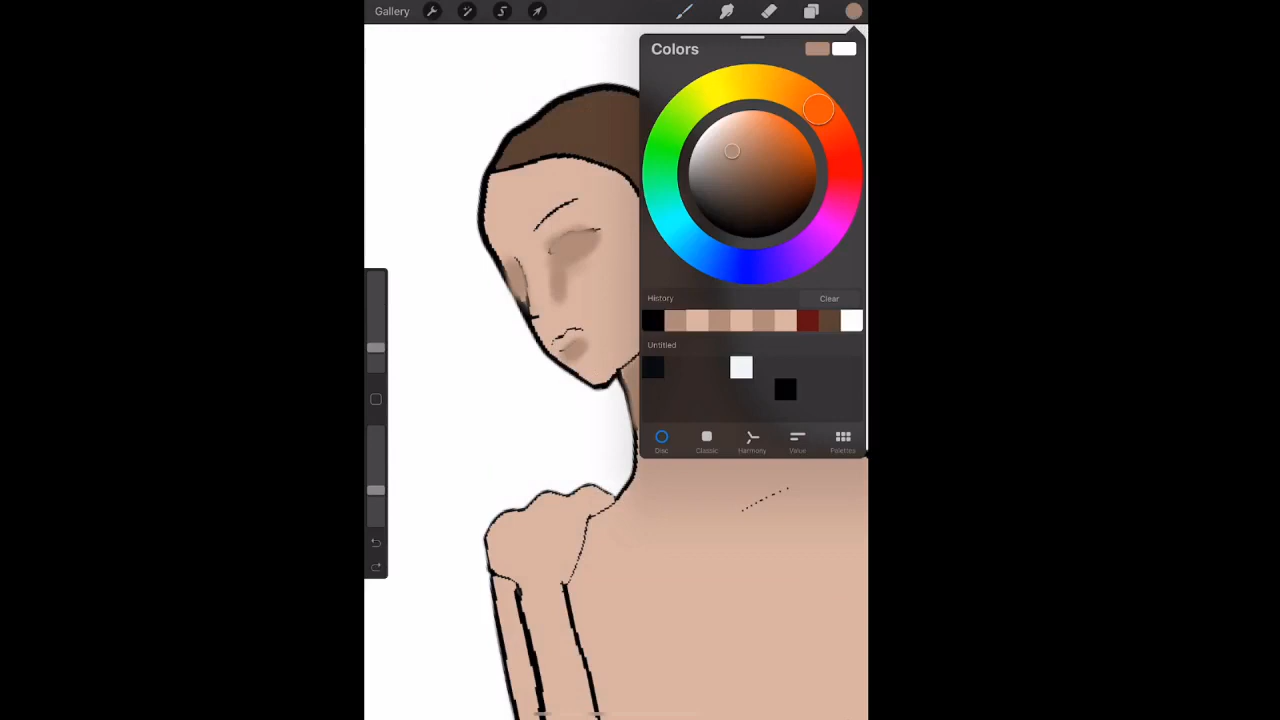 Gallery
Colors
History
Clear
Untitled
Disc
Classic
Harmony
Value
Palettes